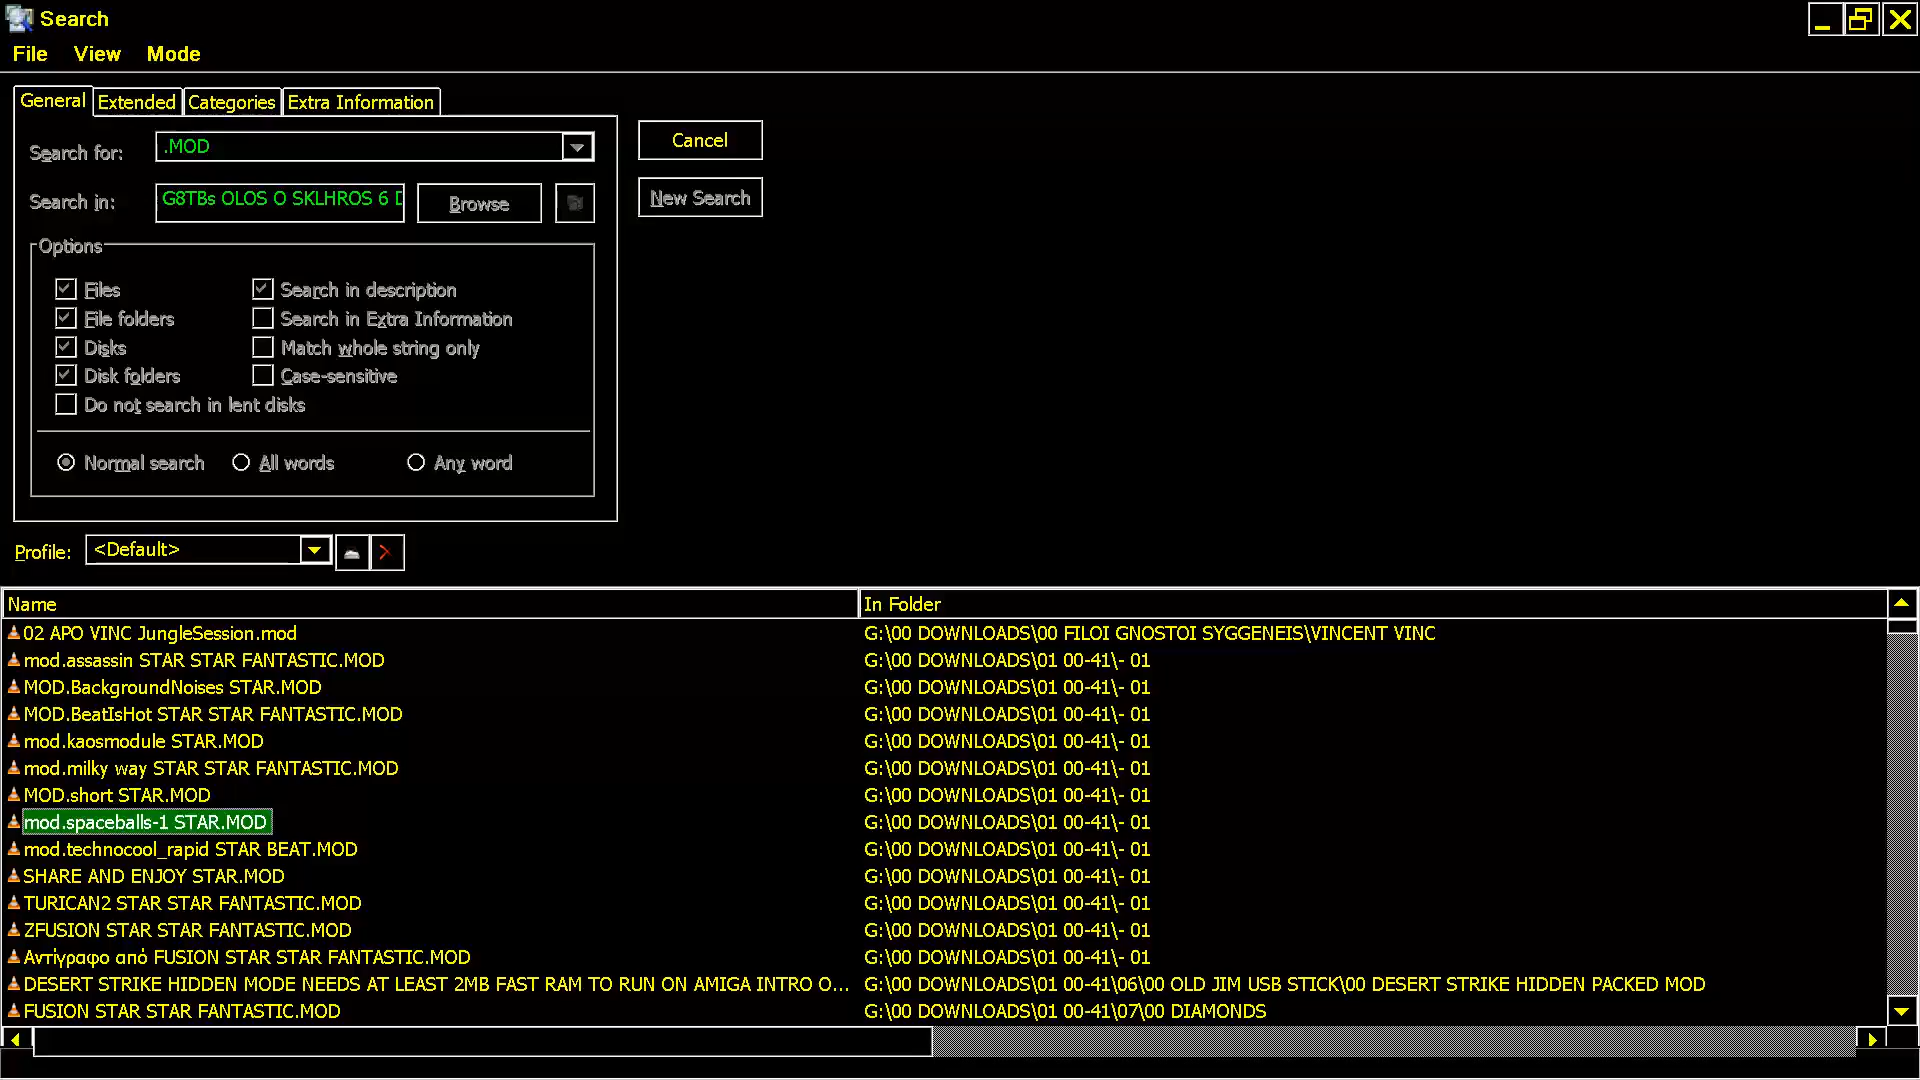 Search
File View Mode
General Extended Categories Extra Information
Search for: .MOD
Cancel
Search in: G8TBs OLOS O SKLHROS 6 Browse
New Search
Options
Files Search in description
File folders Search in Extra Information
Disks Match whole string only
Disk folders Case-sensitive
Do not search in lent disks
Normal search All words Any word
Profile: <Default>
Name In Folder
02 APO VINC JungleSession.mod G:\00 DOWNLOADS\00 FILOI GNOSTOI SYGGENEIS\VINCENT VINC
mod.assassin STAR STAR FANTASTIC.MOD G:\00 DOWNLOADS\01 00-41\- 01
MOD.BackgroundNoises STAR.MOD G:\00 DOWNLOADS\01 00-41\- 01
MOD.BeatIsHot STAR STAR FANTASTIC.MOD G:\00 DOWNLOADS\01 00-41\- 01
mod.kaosmodule STAR.MOD G:\00 DOWNLOADS\01 00-41\- 01
mod.milky way STAR STAR FANTASTIC.MOD G:\00 DOWNLOADS\01 00-41\- 01
MOD.short STAR.MOD G:\00 DOWNLOADS\01 00-41\- 01
mod.spaceballs-1 STAR.MOD G:\00 DOWNLOADS\01 00-41\- 01
mod.technocool_rapid STAR BEAT.MOD G:\00 DOWNLOADS\01 00-41\- 01
SHARE AND ENJOY STAR.MOD G:\00 DOWNLOADS\01 00-41\- 01
TURICAN2 STAR STAR FANTASTIC.MOD G:\00 DOWNLOADS\01 00-41\- 01
ZFUSION STAR STAR FANTASTIC.MOD G:\00 DOWNLOADS\01 00-41\- 01
Αντίγραφο από FUSION STAR STAR FANTASTIC.MOD G:\00 DOWNLOADS\01 00-41\- 01
DESERT STRIKE HIDDEN MODE NEEDS AT LEAST 2MB FAST RAM TO RUN ON AMIGA INTRO O... G:\00 DOWNLOADS\01 00-41\06\00 OLD JIM USB STICK\00 DESERT STRIKE HIDDEN PACKED MOD
FUSION STAR STAR FANTASTIC.MOD G:\00 DOWNLOADS\01 00-41\07\00 DIAMONDS